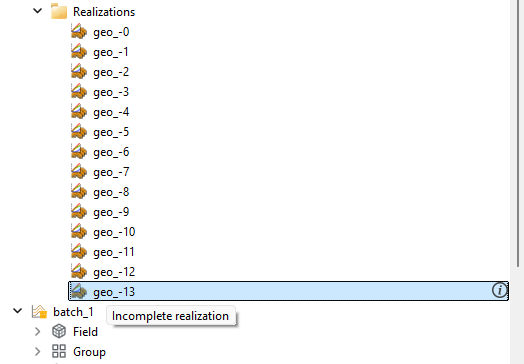 Realizations
geo_-0
geo_-1
geo_-2
geo_-3
geo_-4
geo_-5
geo_-6
geo_-7
geo_-8
geo_-9
geo_-10
geo_-11
geo_-12
geo_-13
batch_1
Incomplete realization
Field
Group